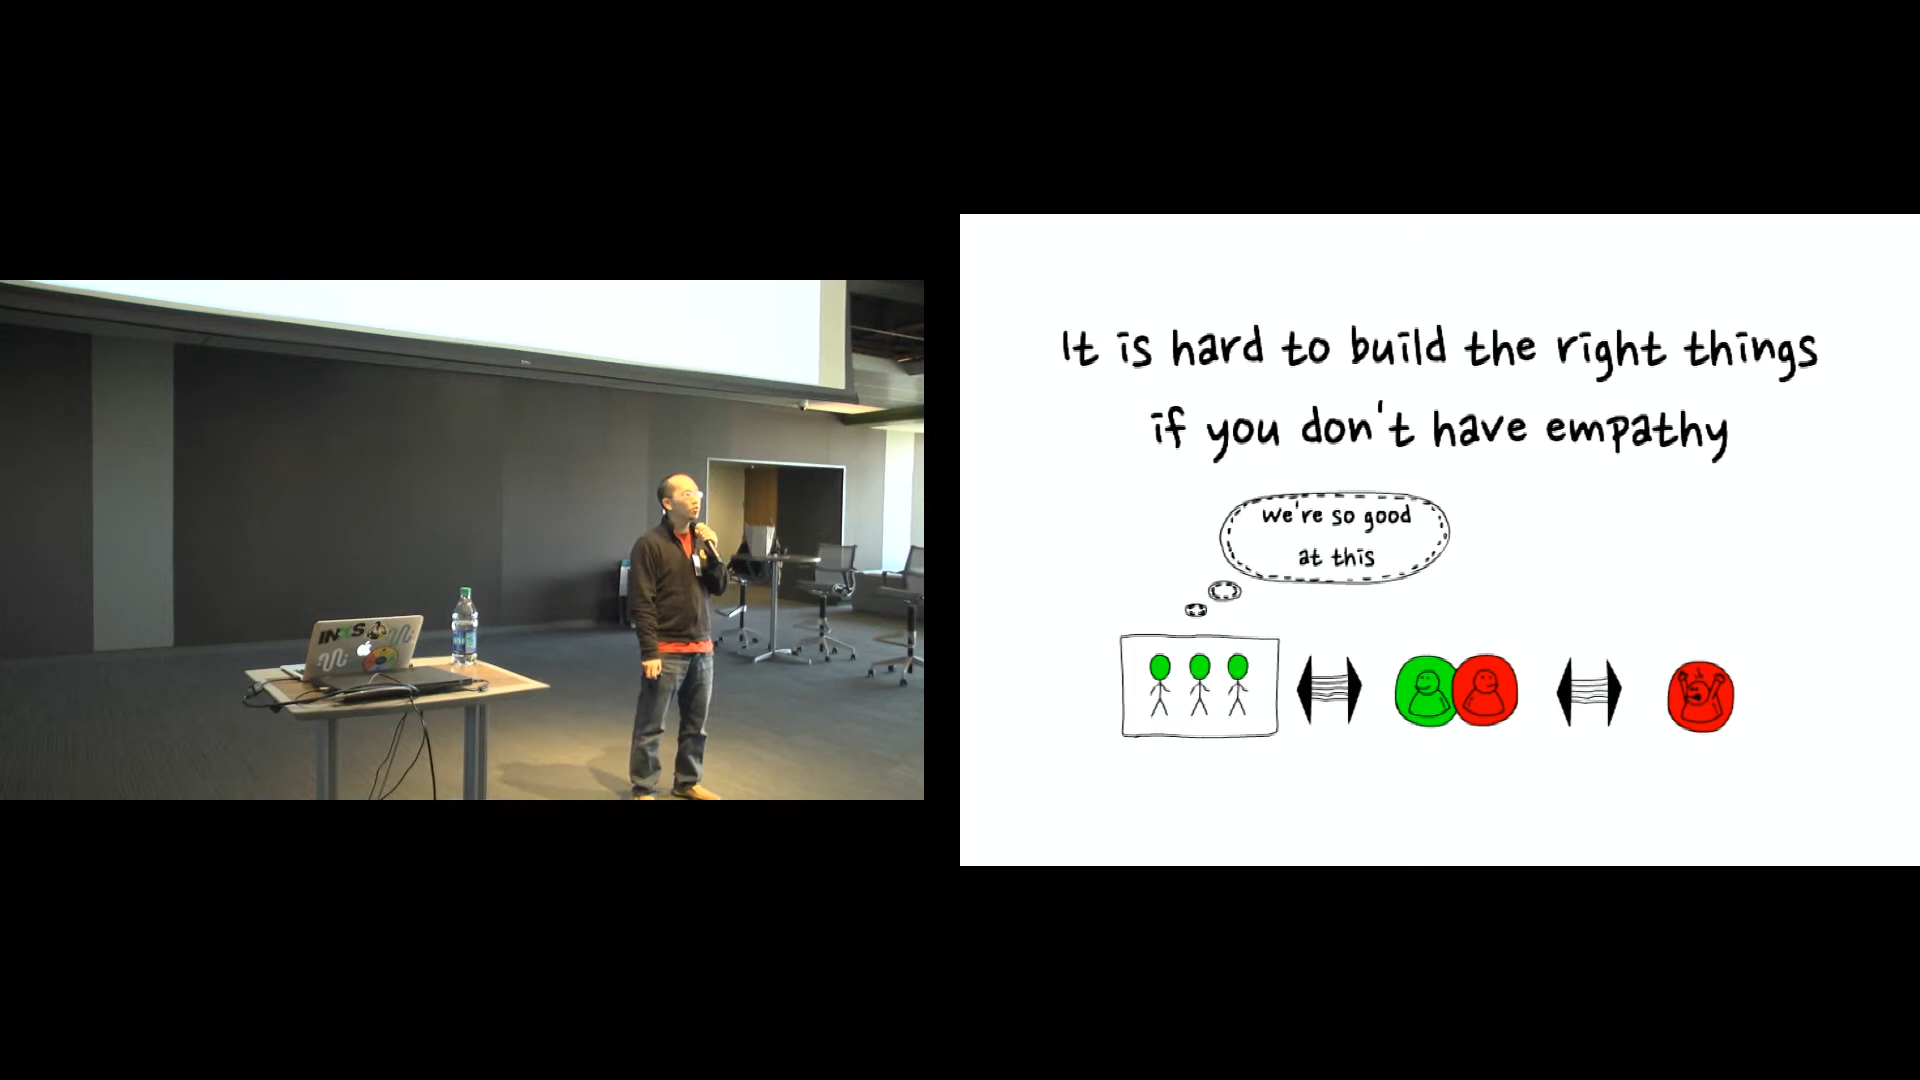 It is hard to build the right things
if you don't have empathy
We're so good
at this
INXS